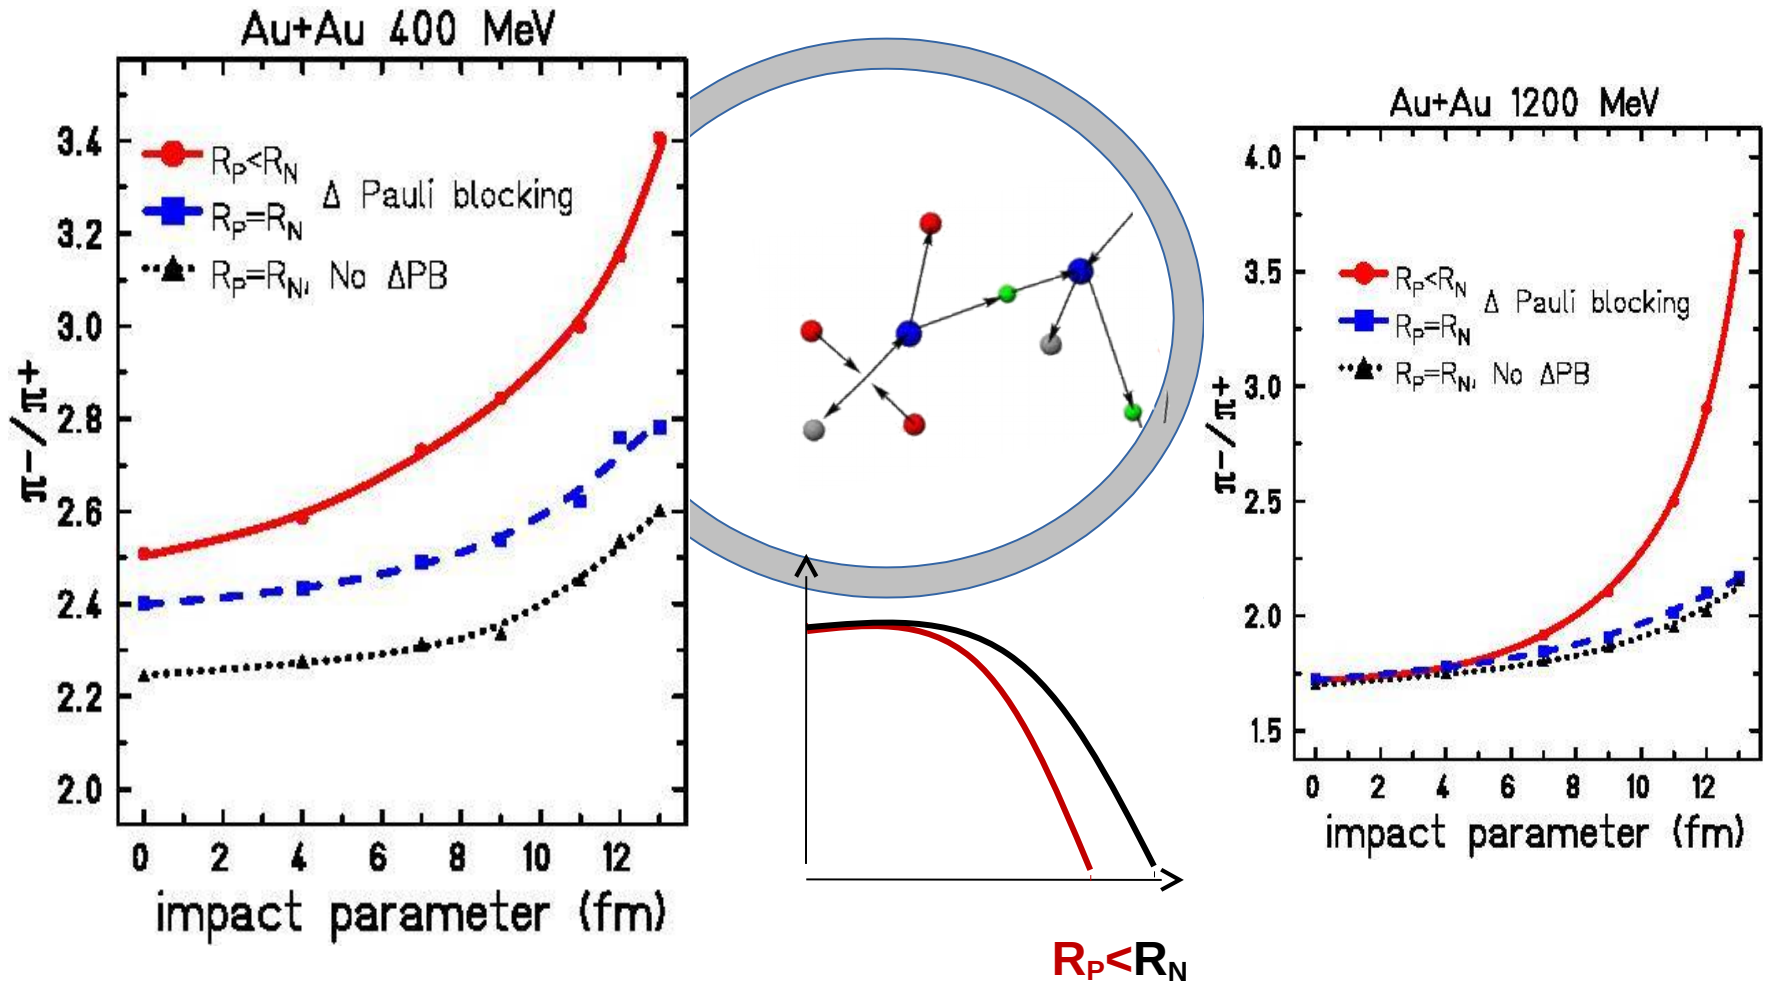 Au+Au 400 MeV
3.4
3.2
3.0
2.8
2.6
2.4
2.2
2.0
π-/π+
R_P<R_N
R_P=R_N
Δ Pauli blocking
R_P=R_N, No ΔPB
0 2 4 6 8 10 12
impact parameter (fm)
R_P<R_N
Au+Au 1200 MeV
4.0
3.5
3.0
2.5
2.0
1.5
π-/π+
R_P<R_N
R_P=R_N
Δ Pauli blocking
R_P=R_N, No ΔPB
0 2 4 6 8 10 12
impact parameter (fm)